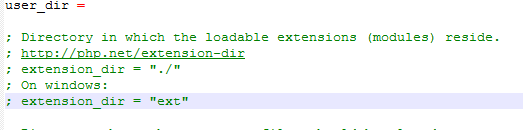 user_dir =
; Directory in which the loadable extensions (modules) reside.
; http://php.net/extension-dir
; extension_dir = "./"
; On windows:
; extension_dir = "ext"